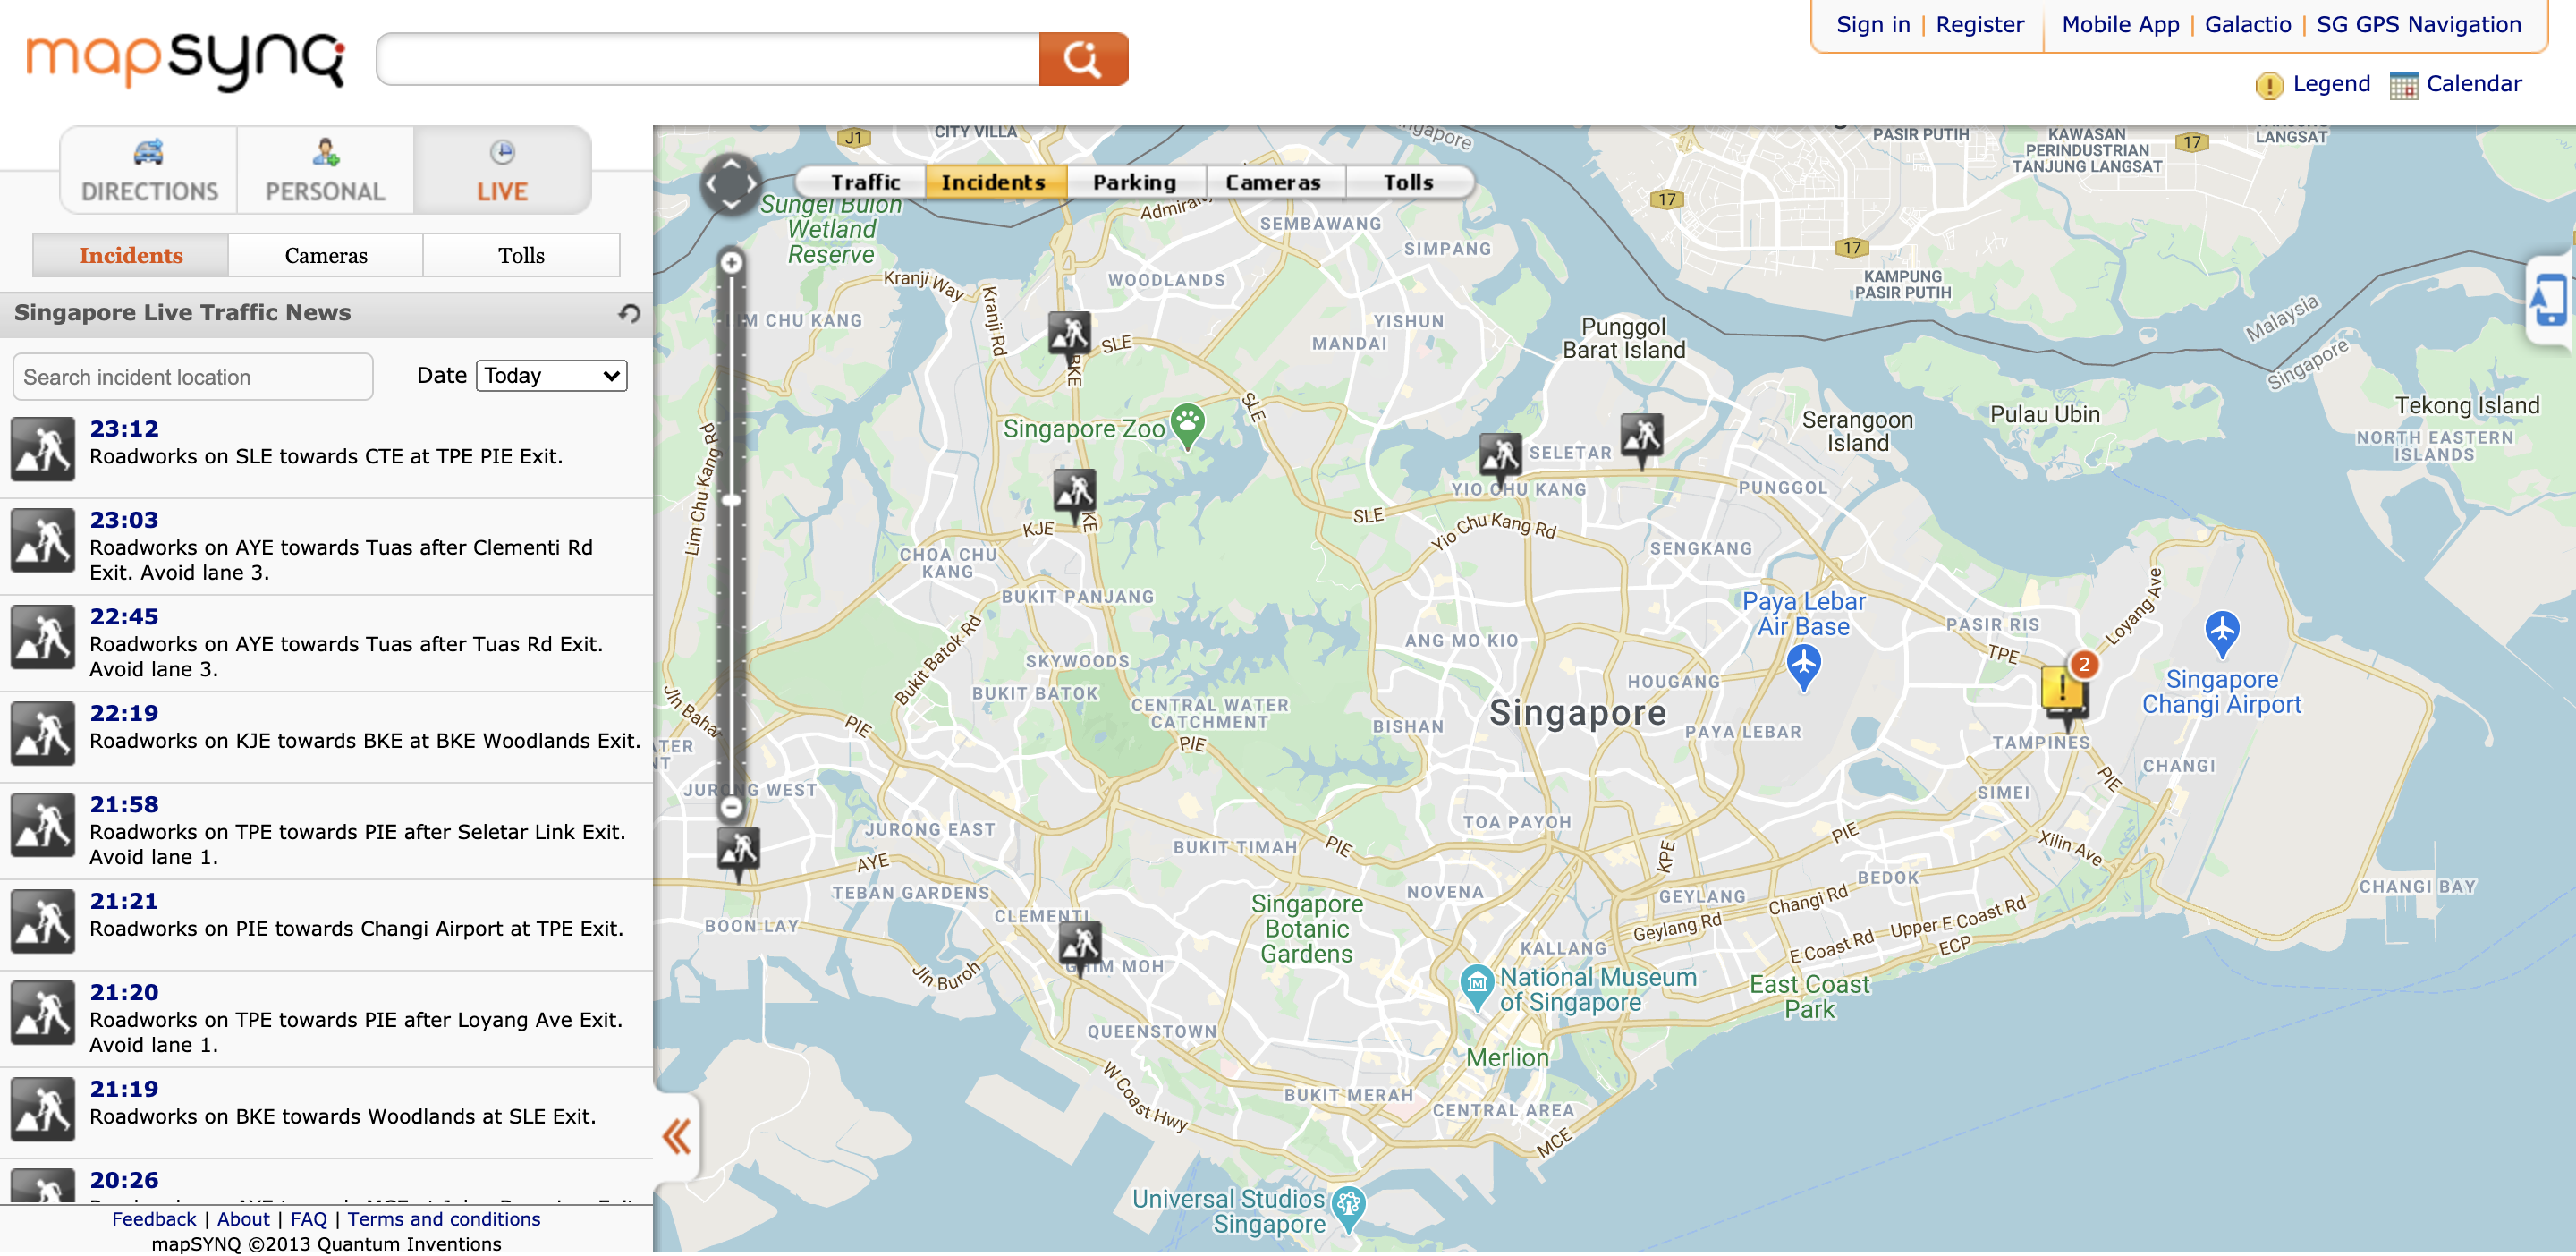 mapsynq
Sign in | Register
Mobile App | Galactio | SG GPS Navigation
Legend
Calendar
DIRECTIONS
PERSONAL
LIVE
Incidents
Cameras
Tolls
Singapore Live Traffic News
Search incident location
Date
Today
23:12
Roadworks on SLE towards CTE at TPE PIE Exit.
23:03
Roadworks on AYE towards Tuas after Clementi Rd
Exit. Avoid lane 3.
22:45
Roadworks on AYE towards Tuas after Tuas Rd Exit.
Avoid lane 3.
22:19
Roadworks on KJE towards BKE at BKE Woodlands Exit.
21:58
Roadworks on TPE towards PIE after Seletar Link Exit.
Avoid lane 1.
21:21
Roadworks on PIE towards Changi Airport at TPE Exit.
21:20
Roadworks on TPE towards PIE after Loyang Ave Exit.
Avoid lane 1.
21:19
Roadworks on BKE towards Woodlands at SLE Exit.
20:26
Feedback | About | FAQ | Terms and conditions
mapSYNQ ©2013 Quantum Inventions
Traffic
Incidents
Parking
Cameras
Tolls
J1
CITY VILLA
PASIR PUTIH
KAWASAN
PERINDUSTRIAN
TANJUNG LANGSAT
17
LANGSAT
17
17
KAMPUNG
PASIR PUTIH
Sungei Buloh
Wetland
Reserve
Admiralty
SEMBAWANG
SIMPANG
Kranji Way
Kranji Rd
WOODLANDS
LIM CHU KANG
YISHUN
MANDAI
Punggol
Barat Island
Malaysia
Singapore
SLE
BKE
Singapore Zoo
SLE
Lim Chu Kang Rd
SELETAR
YIO CHU KANG
Serangoon
Island
Pulau Ubin
Tekong Island
NORTH EASTERN
ISLANDS
PUNGGOL
KJE
SLE
Yio Chu Kang Rd
CHOA CHU
KANG
SENGKANG
BUKIT PANJANG
Paya Lebar
Air Base
PASIR RIS
Loyang Ave
TPE
2
Bukit Batok Rd
ANG MO KIO
SKYWOODS
BUKIT BATOK
HOUGANG
Singapore
Changi Airport
Jln Bahar
PIE
CENTRAL WATER
CATCHMENT
PIE
BISHAN
Singapore
PAYA LEBAR
TAMPINES
PIE
CHANGI
SIMEI
JURONG WEST
JURONG EAST
TOA PAYOH
BUKIT TIMAH
PIE
PIE
Xilin Ave
AYE
KPE
TEBAN GARDENS
NOVENA
GEYLANG
BEDOK
CHANGI BAY
Changi Rd
Singapore
Botanic
Gardens
CLEMENTI
BOON LAY
Geylang Rd
Upper E Coast Rd
E Coast Rd
ECP
KALLANG
GHIM MOH
Jln Buroh
National Museum
of Singapore
East Coast
Park
QUEENSTOWN
Merlion
W Coast Hwy
BUKIT MERAH
CENTRAL AREA
MCE
Universal Studios
Singapore